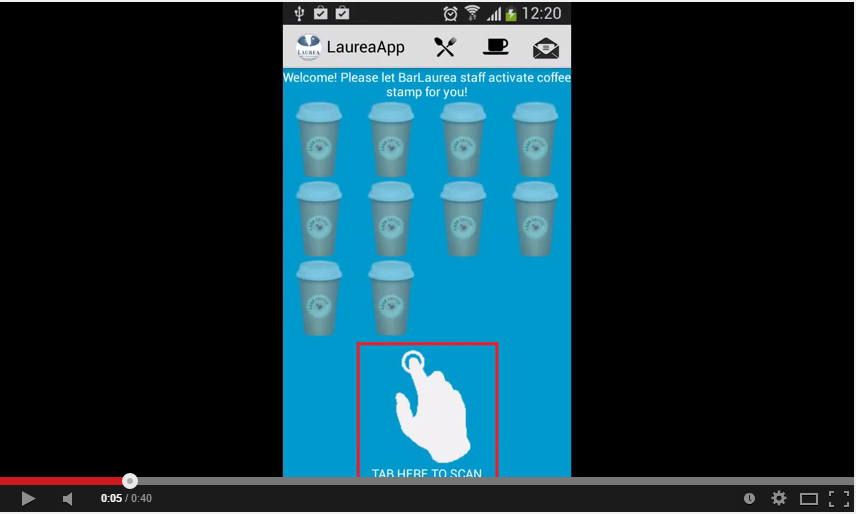 12:20
LAUREA
LaureaApp
Welcome! Please let BarLaurea staff activate coffee
stamp for you!
TAB HERE TO SCAN
0:05 / 0:40